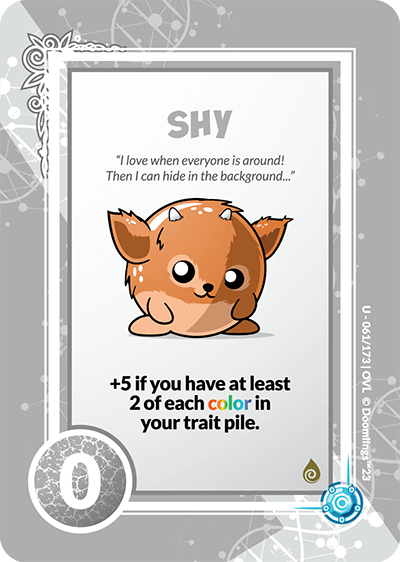 SHY
“I love when everyone is around!
Then I can hide in the background...”
+5 if you have at least
2 of each color in
your trait pile.
0
U - 061/173 | OVL © Doomlings™ 23